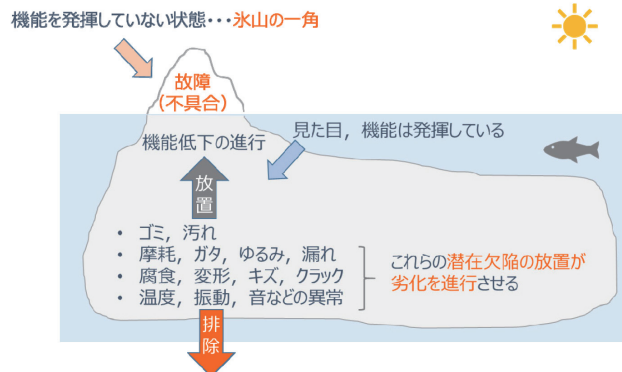 機能を発揮していない状態･･･氷山の一角
故障
（不具合）
見た目，機能は発揮している
機能低下の進行
放置
• ゴミ，汚れ
• 摩耗，ガタ，ゆるみ，漏れ
• 腐食，変形，キズ，クラック
• 温度，振動，音などの異常
これらの潜在欠陥の放置が
劣化を進行させる
排除